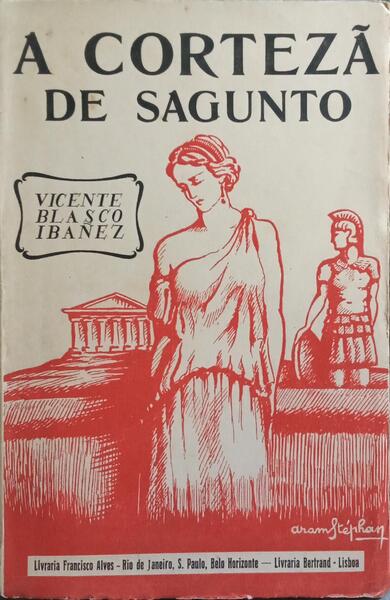 A CORTEZÃ
DE SAGUNTO
VICENTE
BLASCO
IBAÑEZ
aram Stéphan
Livraria Francisco Alves – Rio de Janeiro, S. Paulo, Belo Horizonte — Livraria Bertrand - Lisboa